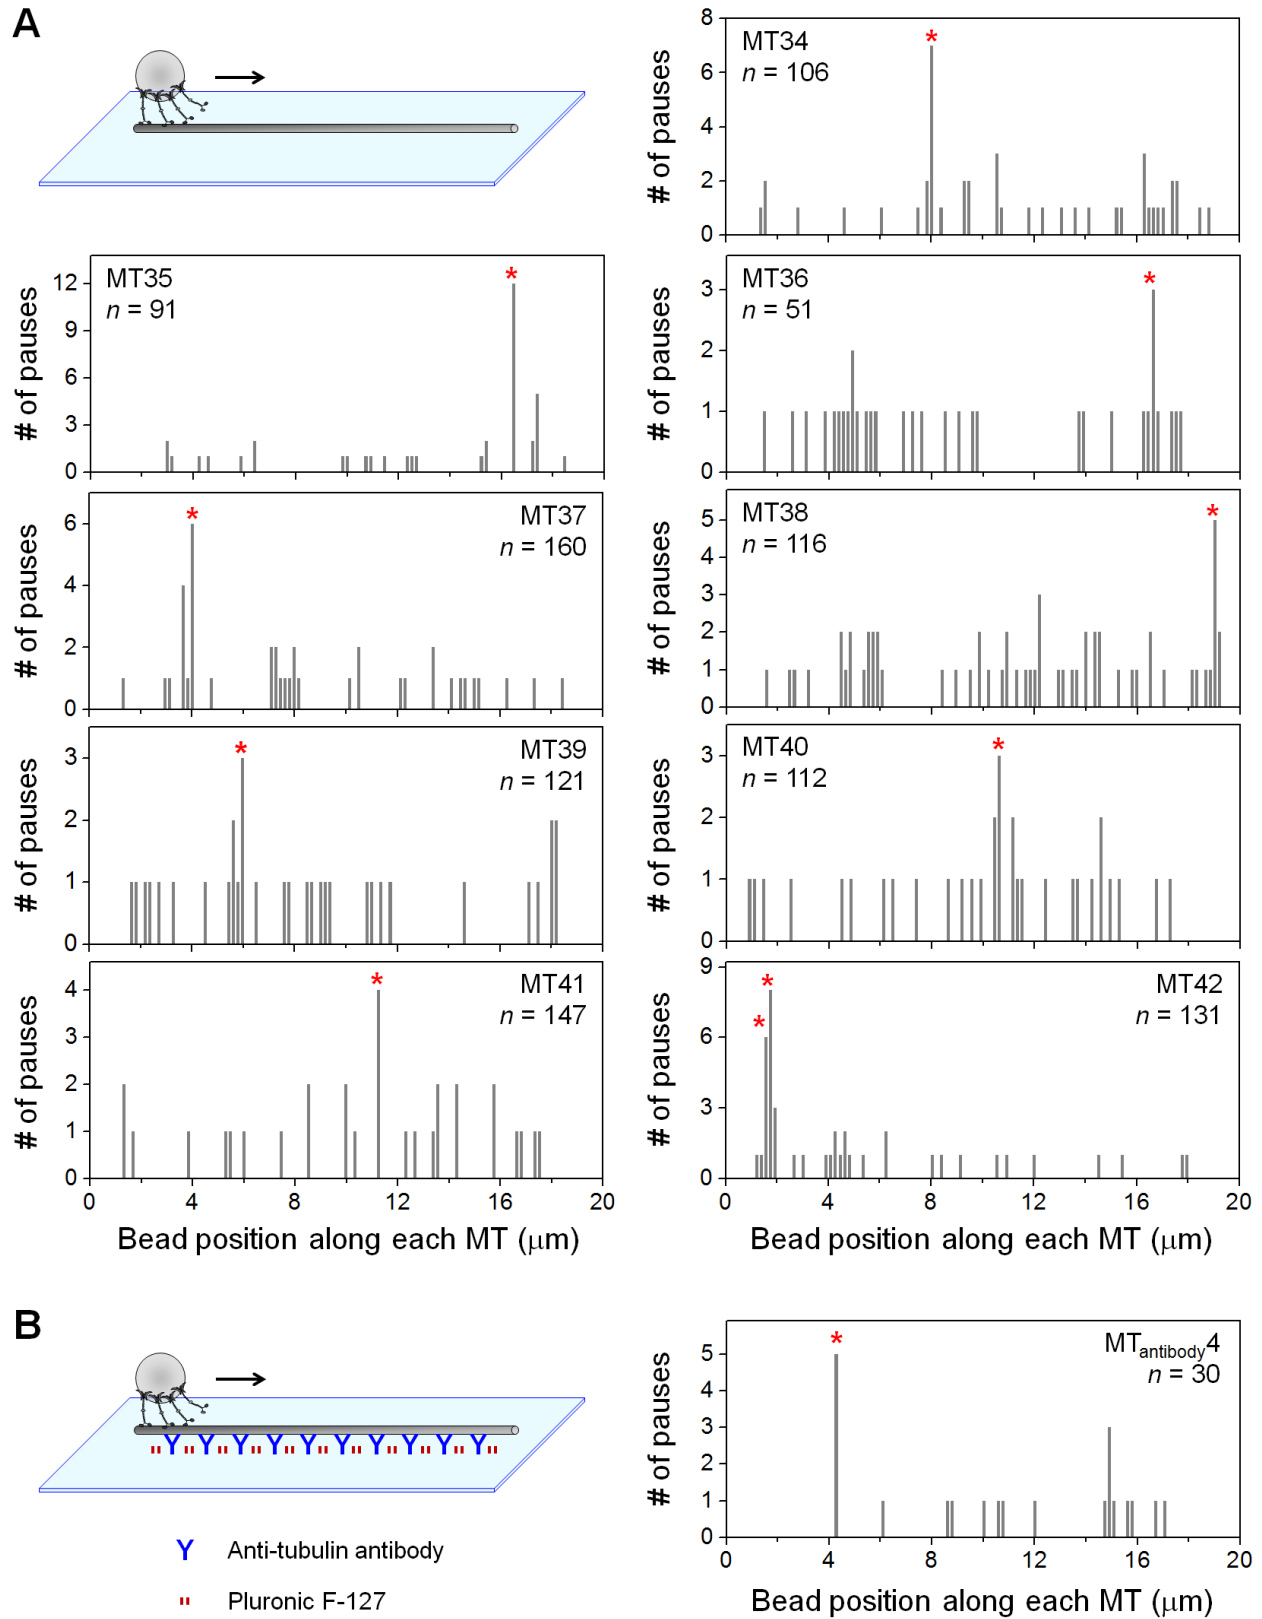 A
# of pauses
8
6
4
2
0
MT34
n = 106
*
# of pauses
12
9
6
3
0
MT35
n = 91
*
# of pauses
3
2
1
0
MT36
n = 51
*
# of pauses
6
4
2
0
MT37
n = 160
*
# of pauses
5
4
3
2
1
0
MT38
n = 116
*
# of pauses
3
2
1
0
MT39
n = 121
*
# of pauses
3
2
1
0
MT40
n = 112
*
# of pauses
4
3
2
1
0
MT41
n = 147
*
0 4 8 12 16 20
Bead position along each MT (μm)
# of pauses
9
6
3
0
MT42
n = 131
*
*
0 4 8 12 16 20
Bead position along each MT (μm)
B
Anti-tubulin antibody
Pluronic F-127
# of pauses
5
4
3
2
1
0
MTantibody4
n = 30
*
0 4 8 12 16 20
Bead position along each MT (μm)